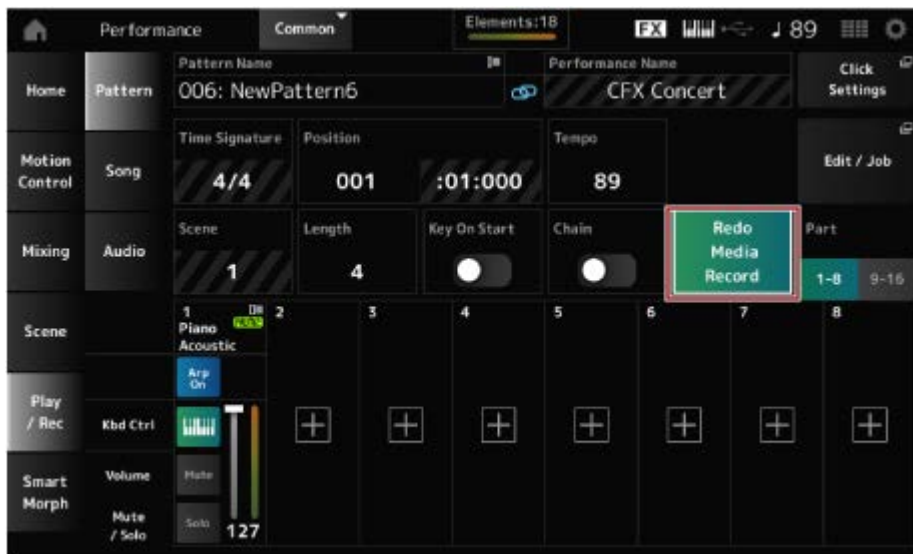 Performance
Common
Elements:18
FX
♩ 89
Home
Pattern
Pattern Name
006: NewPattern6
Performance Name
CFX Concert
Click
Settings
Motion
Control
Song
Time Signature
4/4
Position
001
:01:000
Tempo
89
Edit / Job
Mixing
Audio
Scene
1
Length
4
Key On Start
Chain
Redo
Media
Record
Part
1-8
9-16
Scene
1
Piano
Acoustic
2
3
4
5
6
7
8
Arp
On
Play
/ Rec
Kbd Ctrl
Smart
Morph
Volume
Mute
Mute
/ Solo
Solo
127